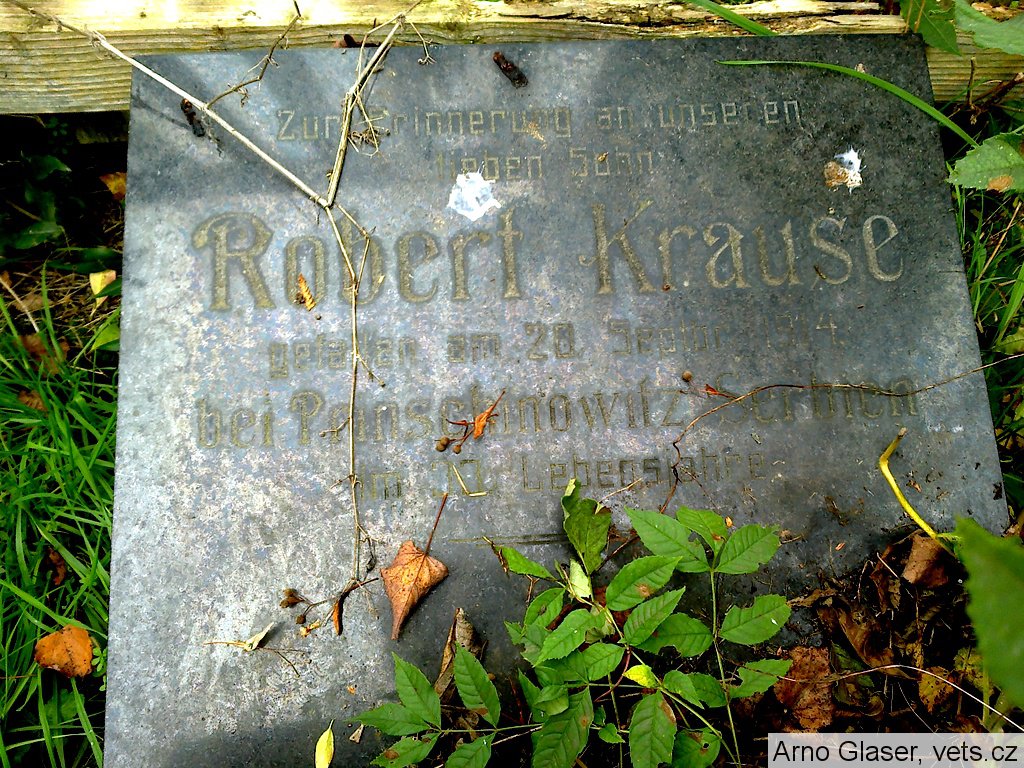 Zur Erinnerung an unseren
lieben Sohn
Robert Krause
gefallen am 20. Septbr. 1914
bei Serbien
im Lebensjahre
Arno Glaser, vets.cz